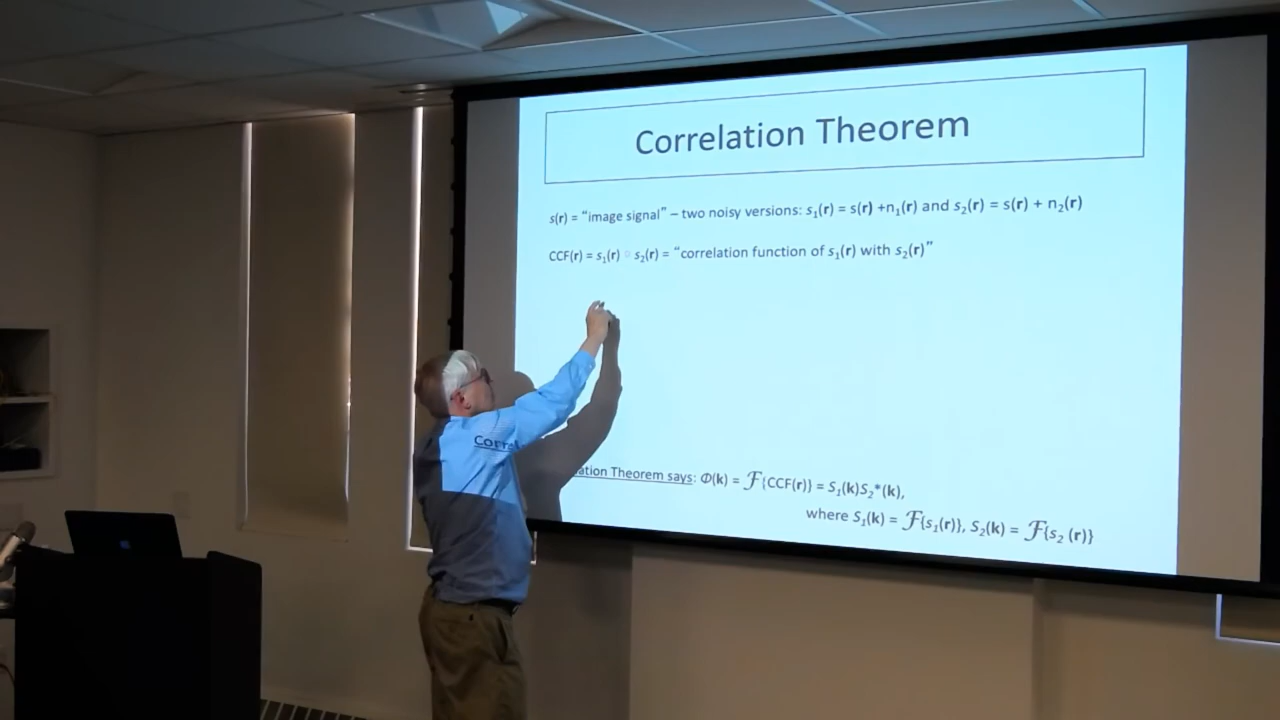 Correlation Theorem
s(r) = “image signal” – two noisy versions: s₁(r) = s(r) +n₁(r) and s₂(r) = s(r) + n₂(r)
CCF(r) = s₁(r) ○ s₂(r) = “correlation function of s₁(r) with s₂(r)”
Correl
ation Theorem says: Φ(k) = ℱ{CCF(r)} = S₁(k)S₂*(k),
where S₁(k) = ℱ{s₁(r)}, S₂(k) = ℱ{s₂ (r)}